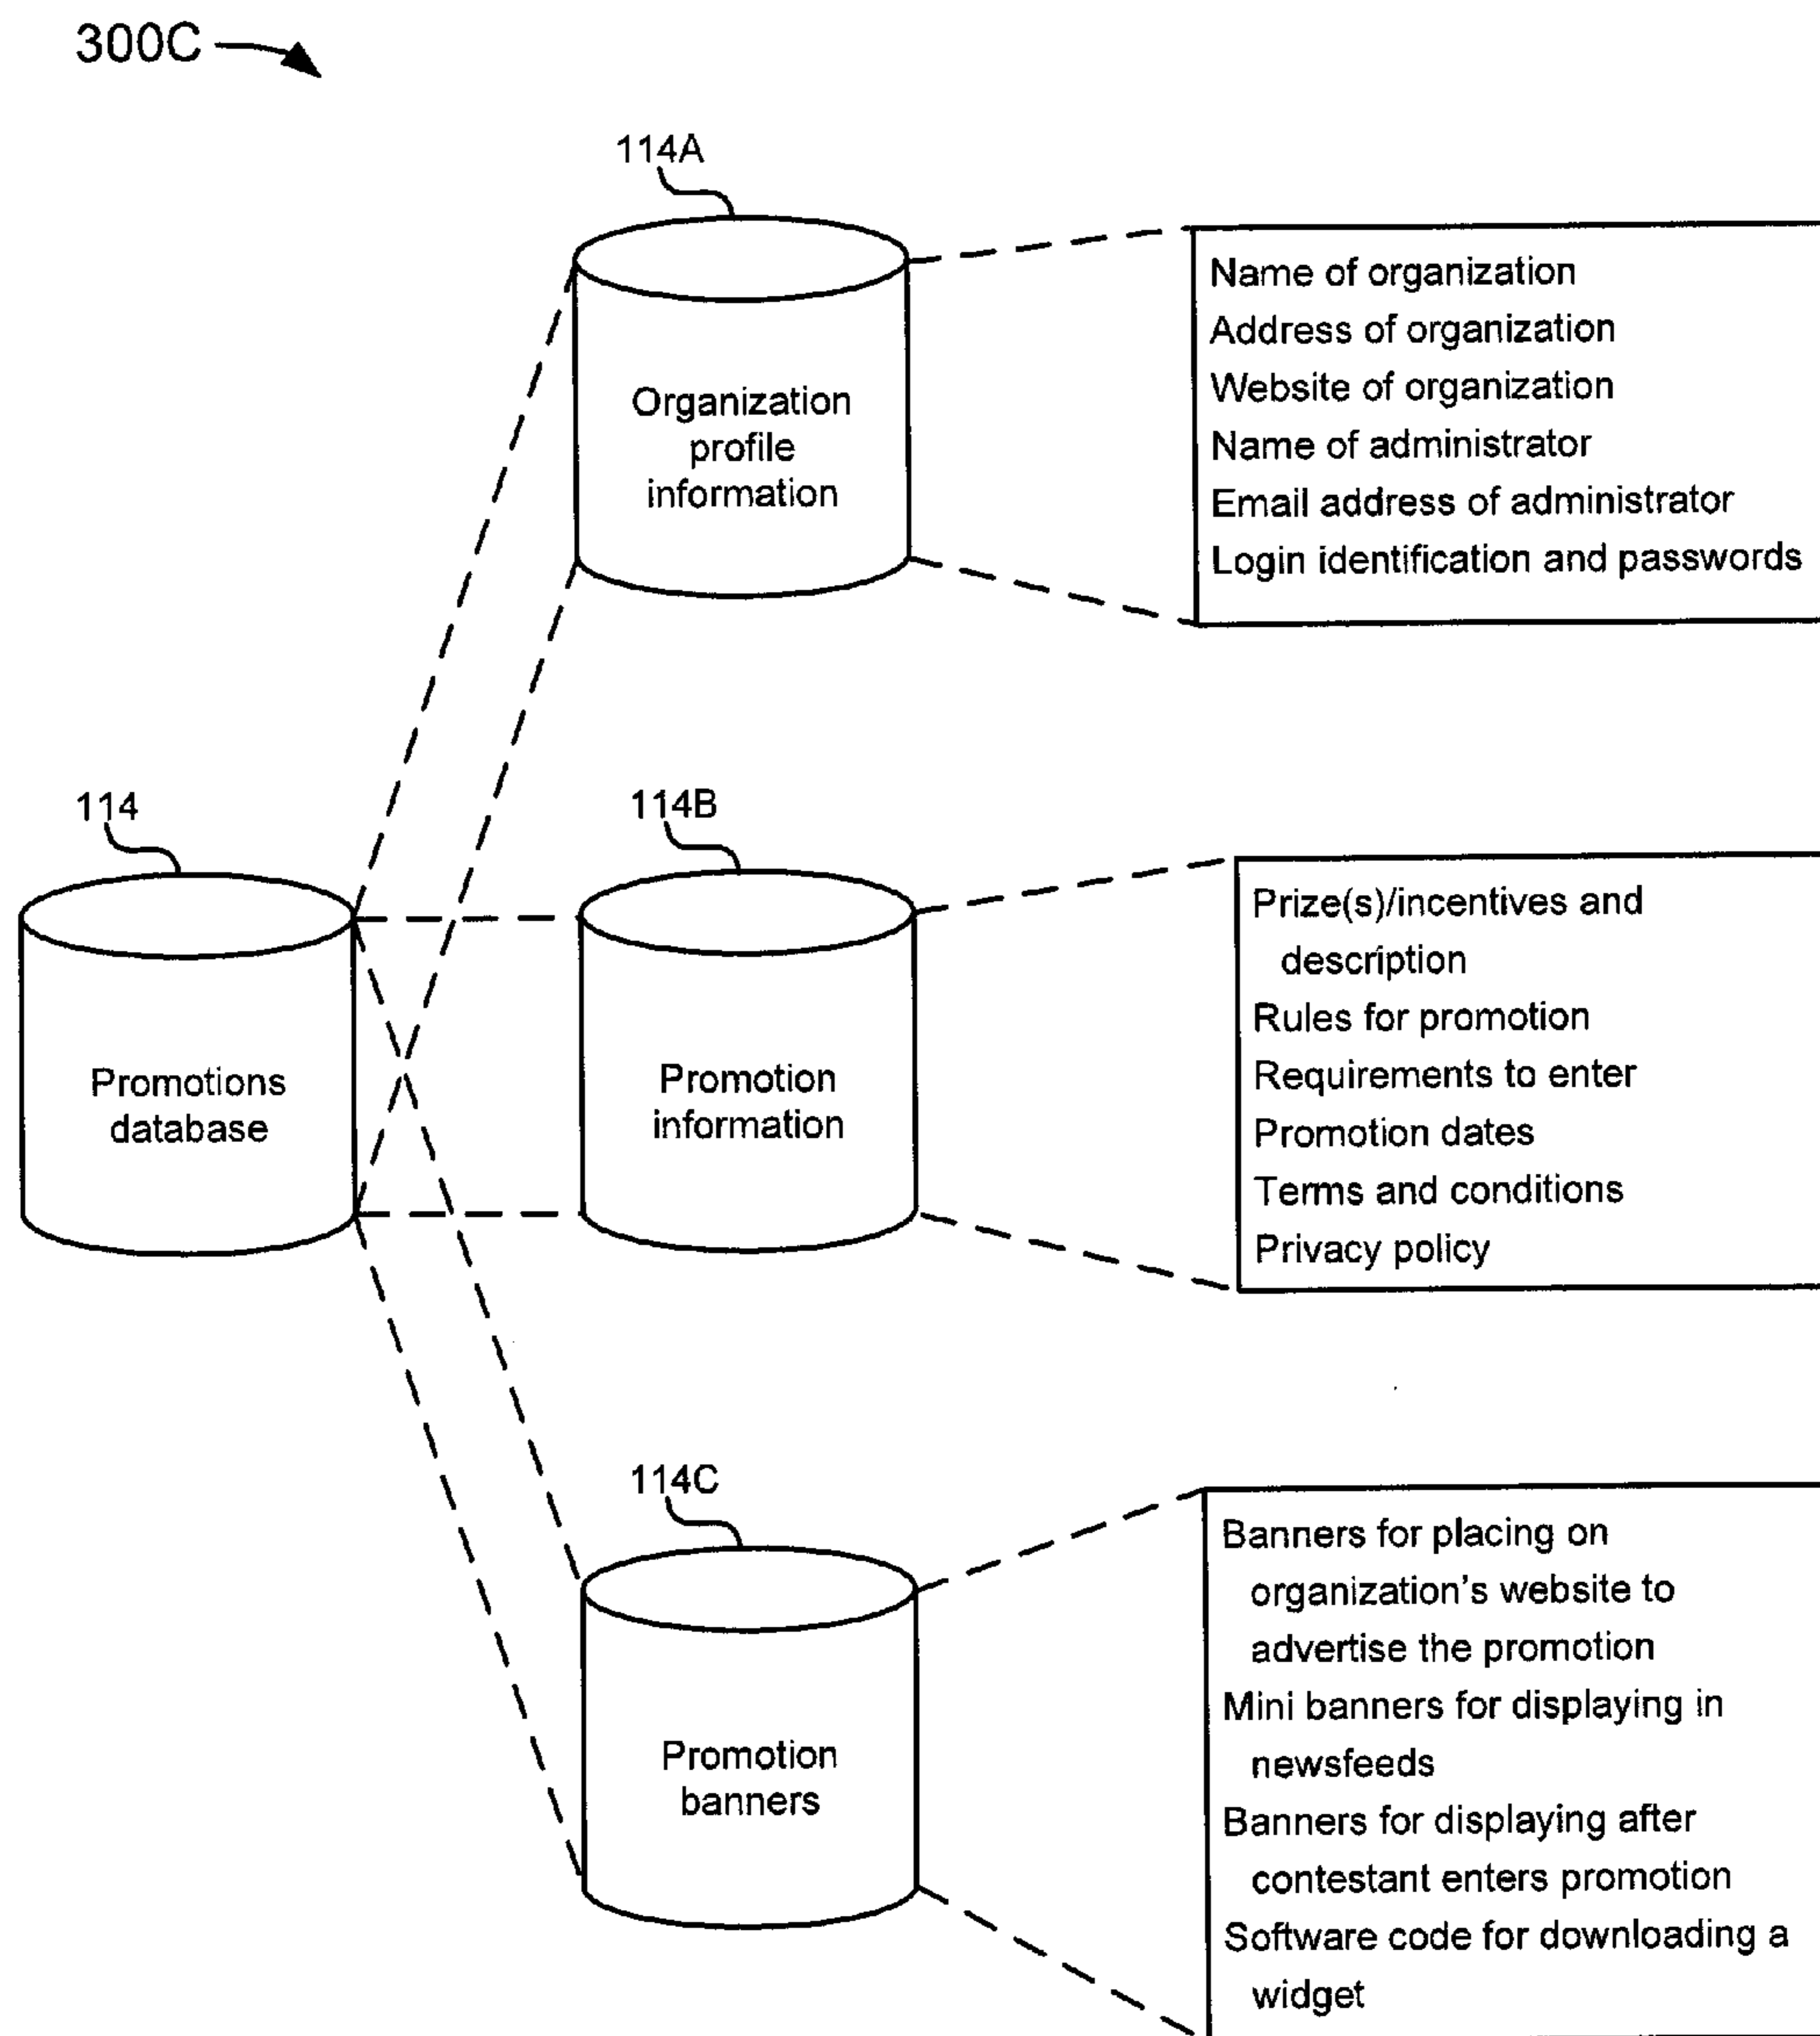 300C
114A
Organization
profile
information
Name of organization
Address of organization
Website of organization
Name of administrator
Email address of administrator
Login identification and passwords
114
Promotions
database
114B
Promotion
information
Prize(s)/incentives and
description
Rules for promotion
Requirements to enter
Promotion dates
Terms and conditions
Privacy policy
114C
Promotion
banners
Banners for placing on
organization's website to
advertise the promotion
Mini banners for displaying in
newsfeeds
Banners for displaying after
contestant enters promotion
Software code for downloading a
widget